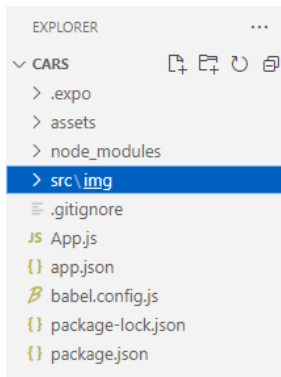 EXPLORER
CARS
.expo
assets
node_modules
src\img
.gitignore
JS App.js
{} app.json
babel.config.js
{} package-lock.json
{} package.json